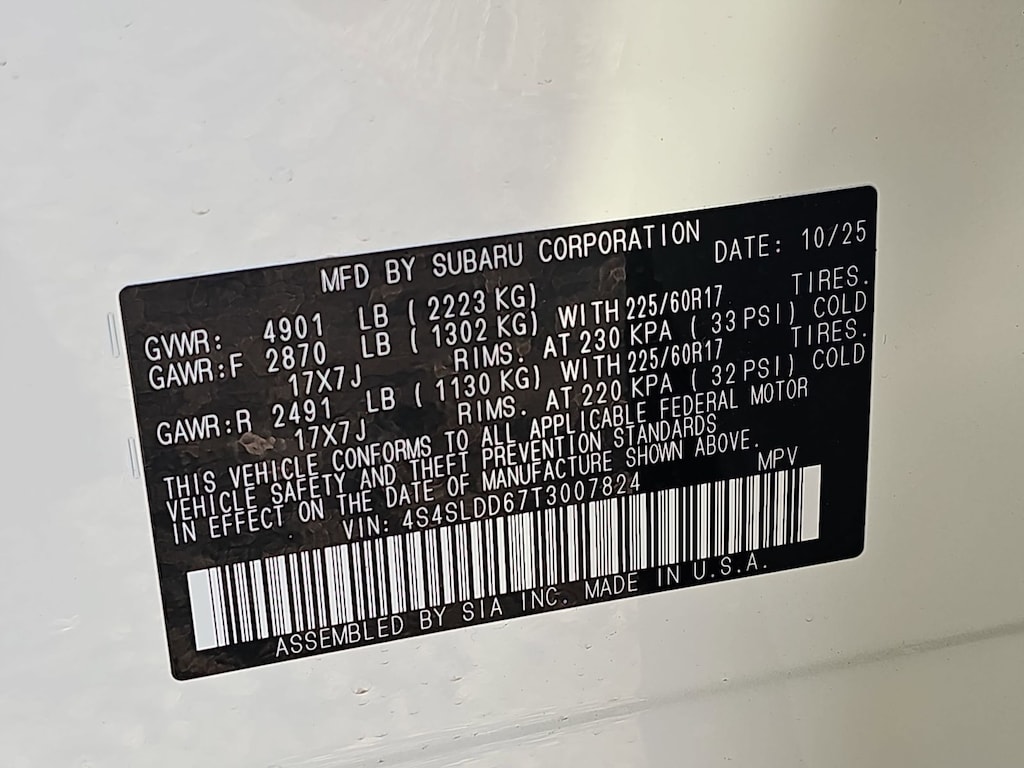 MFD BY SUBARU CORPORATION DATE: 10/25
GVWR: 4901 LB ( 2223 KG)
GAWR:F 2870 LB ( 1302 KG) WITH 225/60R17 TIRES.
17X7J RIMS. AT 230 KPA ( 33 PSI) COLD
GAWR:R 2491 LB ( 1130 KG) WITH 225/60R17 TIRES.
17X7J RIMS. AT 220 KPA ( 32 PSI) COLD
THIS VEHICLE CONFORMS TO ALL APPLICABLE FEDERAL MOTOR
VEHICLE SAFETY AND THEFT PREVENTION STANDARDS
IN EFFECT ON THE DATE OF MANUFACTURE SHOWN ABOVE.
VIN: 4S4SLDD67T3007824 MPV
ASSEMBLED BY SIA INC. MADE IN U.S.A.